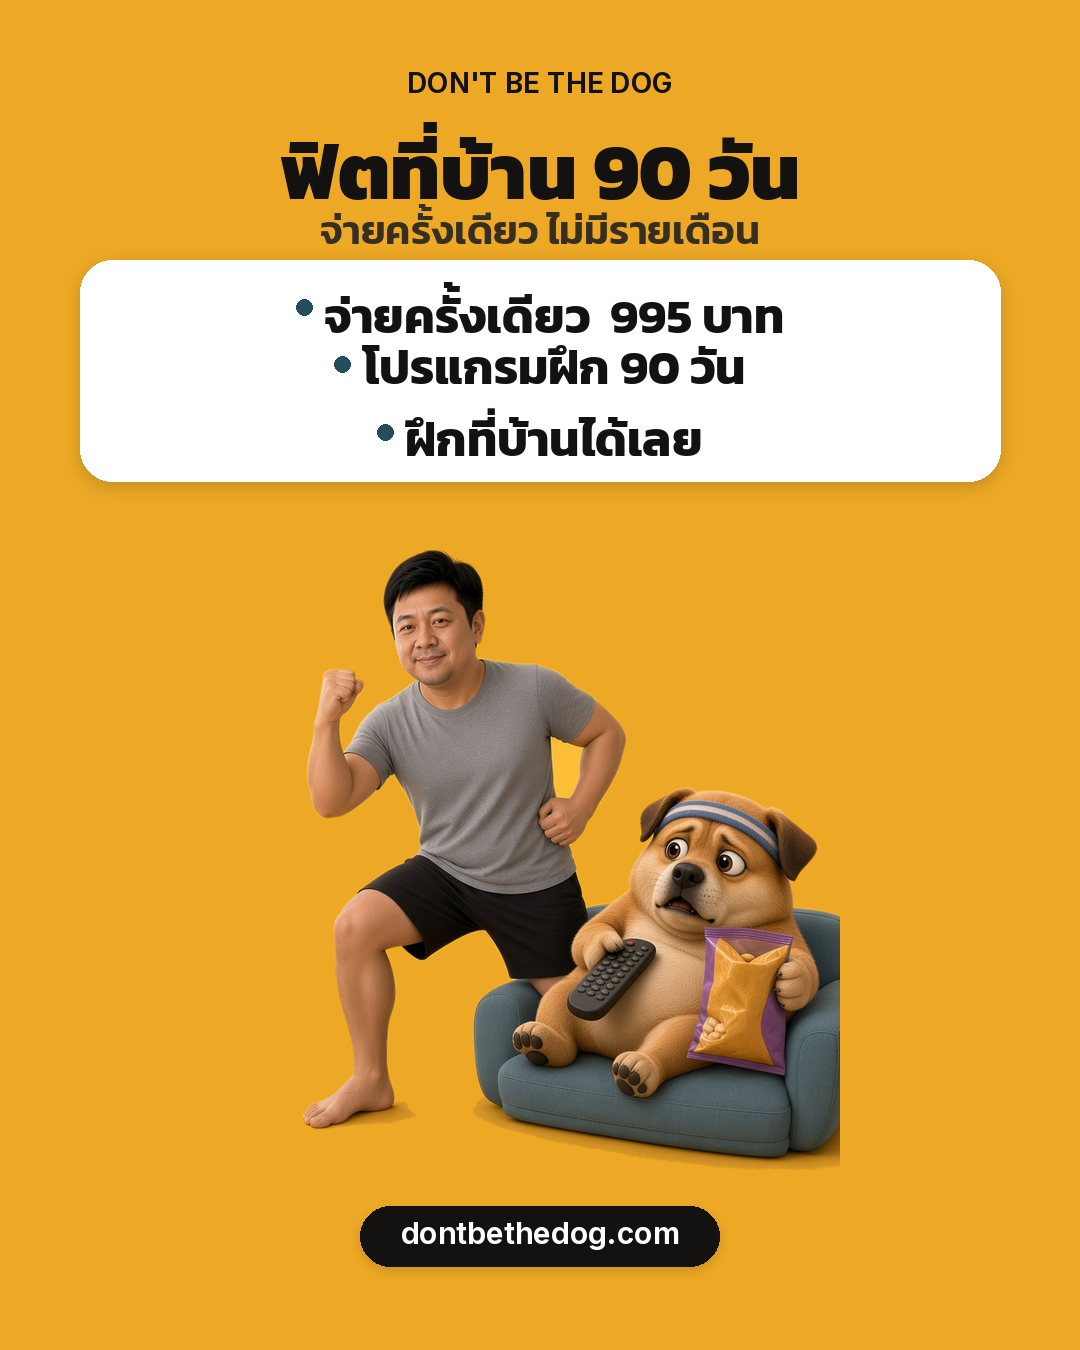 DON'T BE THE DOG
ฟิตที่บ้าน 90 วัน
จ่ายครั้งเดียว ไม่มีรายเดือน
• จ่ายครั้งเดียว 995 บาท
• โปรแกรมฝึก 90 วัน
• ฝึกที่บ้านได้เลย
dontbethedog.com